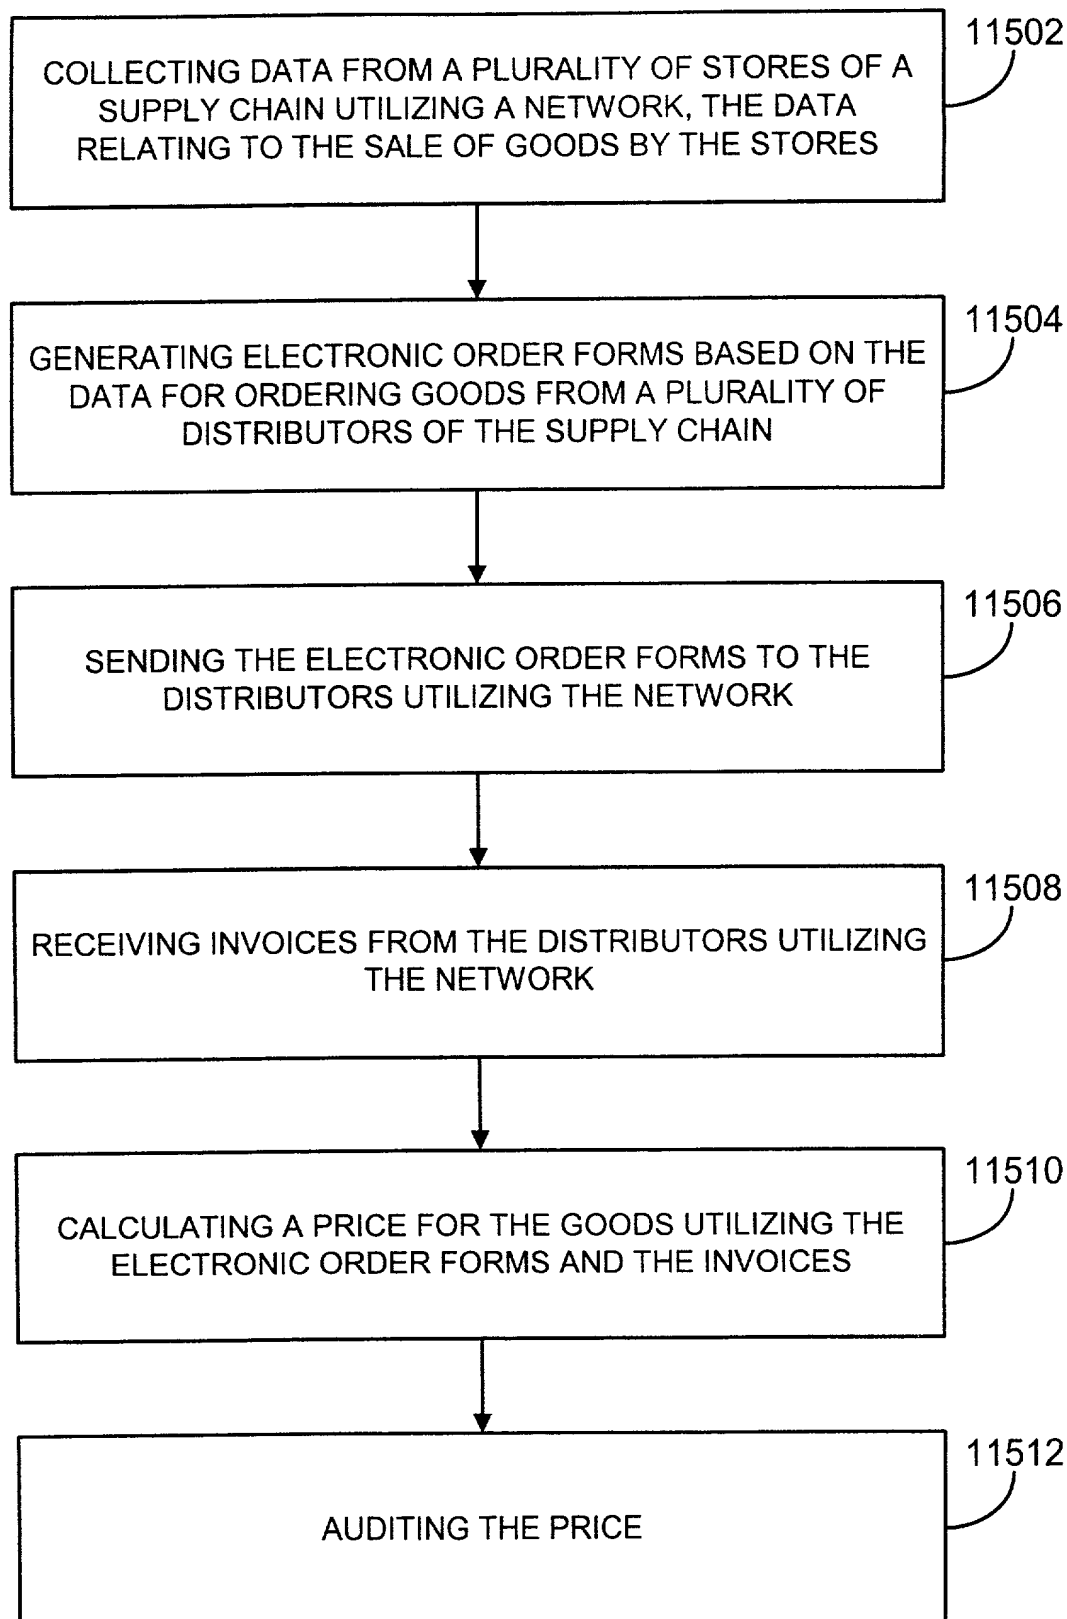 11502
COLLECTING DATA FROM A PLURALITY OF STORES OF A
SUPPLY CHAIN UTILIZING A NETWORK, THE DATA
RELATING TO THE SALE OF GOODS BY THE STORES
11504
GENERATING ELECTRONIC ORDER FORMS BASED ON THE
DATA FOR ORDERING GOODS FROM A PLURALITY OF
DISTRIBUTORS OF THE SUPPLY CHAIN
11506
SENDING THE ELECTRONIC ORDER FORMS TO THE
DISTRIBUTORS UTILIZING THE NETWORK
11508
RECEIVING INVOICES FROM THE DISTRIBUTORS UTILIZING
THE NETWORK
11510
CALCULATING A PRICE FOR THE GOODS UTILIZING THE
ELECTRONIC ORDER FORMS AND THE INVOICES
11512
AUDITING THE PRICE